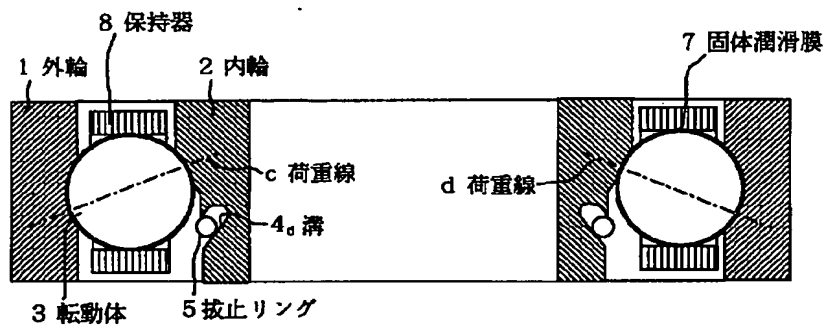 8 保持器
7 固体潤滑膜
1 外輪
2 内輪
c 荷重線
d 荷重線
4a 溝
3 転動体
5 抜止リング